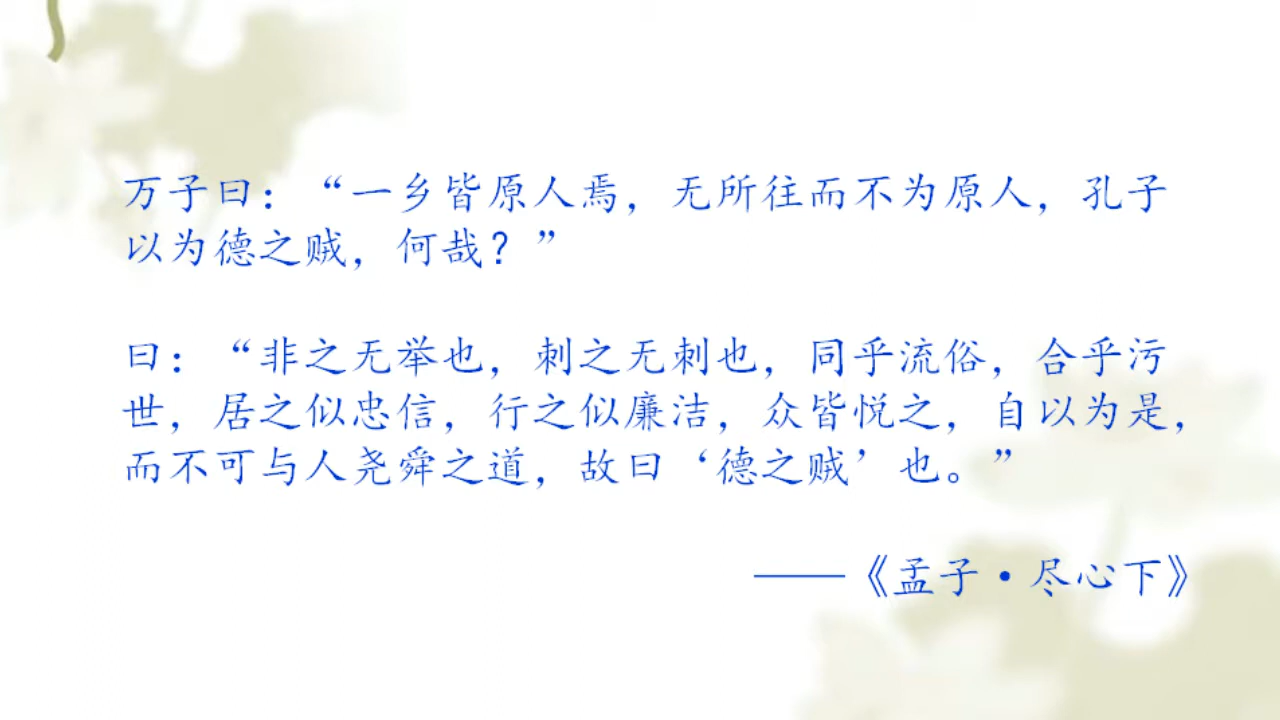 万子曰：“一乡皆原人焉，无所往而不为原人，孔子
以为德之贼，何哉？”
曰：“非之无举也，刺之无刺也，同乎流俗，合乎污
世，居之似忠信，行之似廉洁，众皆悦之，自以为是，
而不可与人尧舜之道，故曰‘德之贼’也。”
——《孟子·尽心下》